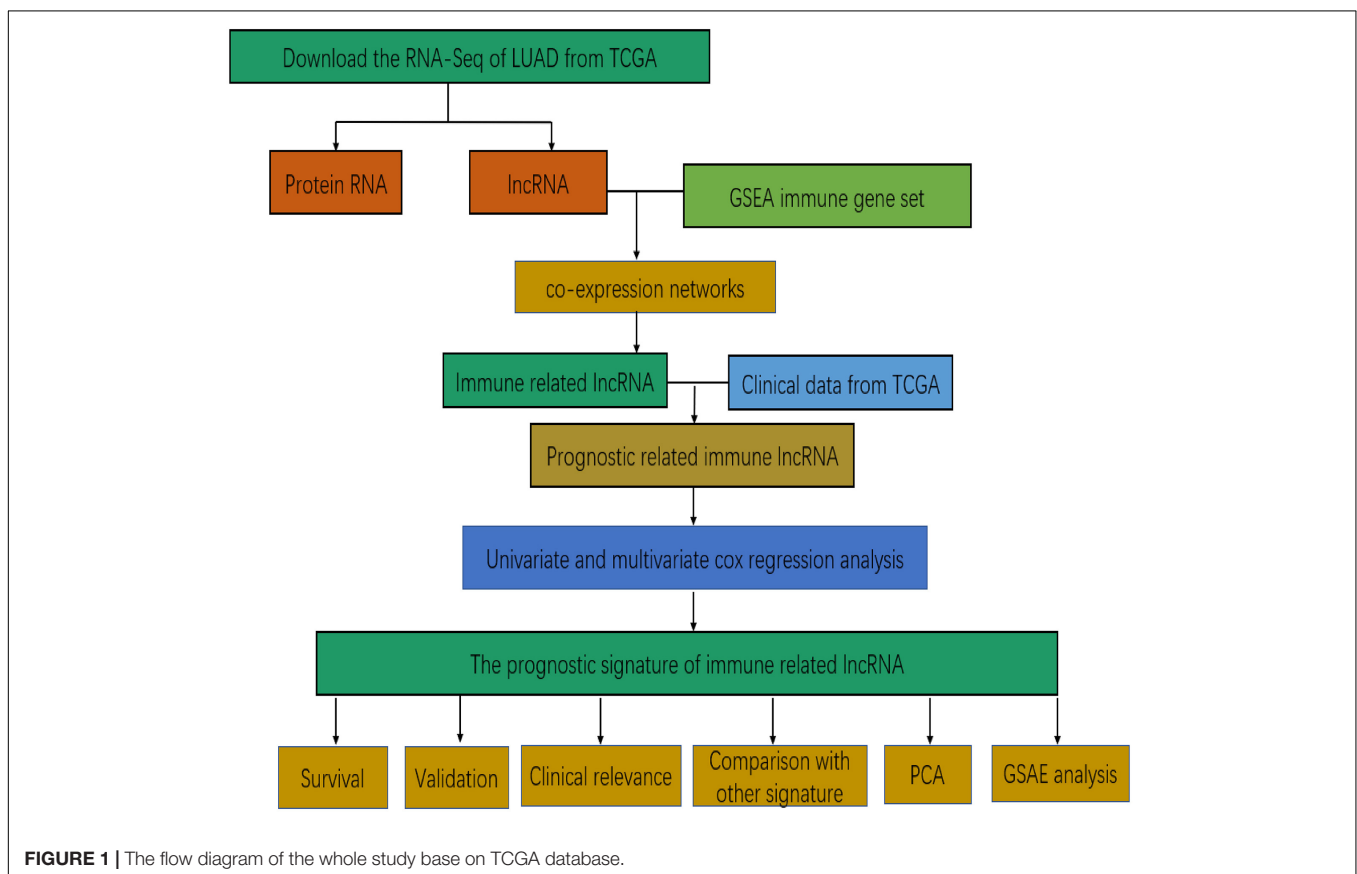 Download the RNA-Seq of LUAD from TCGA
Protein RNA
lncRNA
GSEA immune gene set
co-expression networks
Immune related lncRNA
Clinical data from TCGA
Prognostic related immune lncRNA
Univariate and multivariate cox regression analysis
The prognostic signature of immune related lncRNA
Survival
Validation
Clinical relevance
Comparison with
other signature
PCA
GSAE analysis
FIGURE 1 | The flow diagram of the whole study base on TCGA database.